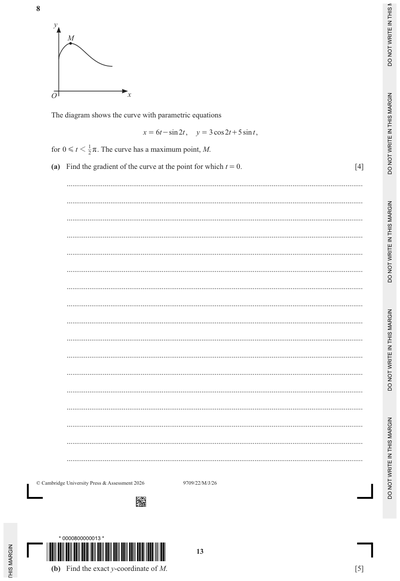 8
y
M
O
x
The diagram shows the curve with parametric equations
x = 6t − sin 2t, y = 3 cos 2t + 5 sin t,
for 0 ⩽ t < ½π. The curve has a maximum point, M.
(a) Find the gradient of the curve at the point for which t = 0. [4]
© Cambridge University Press & Assessment 2026 9709/22/M/J/26
* 0000800000013 *
13
(b) Find the exact y-coordinate of M. [5]
DO NOT WRITE IN THIS M
DO NOT WRITE IN THIS MARGIN
DO NOT WRITE IN THIS MARGIN
DO NOT WRITE IN THIS MARGIN
DO NOT WRITE IN THIS MARGIN
THIS MARGIN